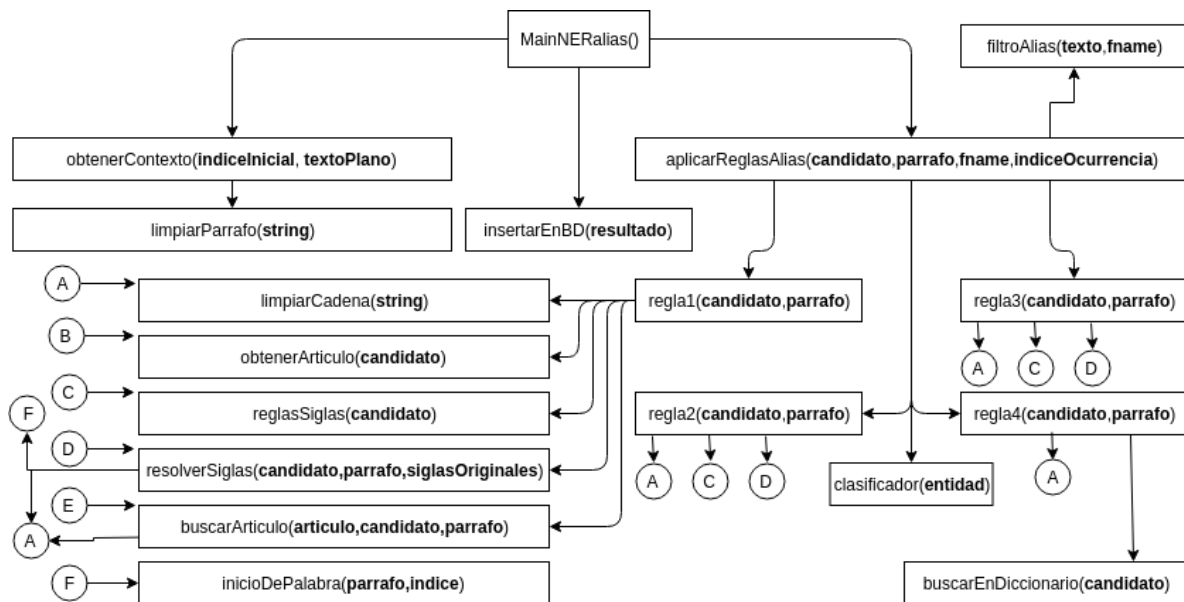 MainNERalias()
filtroAlias(texto,fname)
obtenerContexto(indiceInicial, textoPlano)
aplicarReglasAlias(candidato,parrafo,fname,indiceOcurrencia)
limpiarParrafo(string)
insertarEnBD(resultado)
A
limpiarCadena(string)
regla1(candidato,parrafo)
regla3(candidato,parrafo)
B
obtenerArticulo(candidato)
A
C
D
C
reglasSiglas(candidato)
F
regla2(candidato,parrafo)
regla4(candidato,parrafo)
D
resolverSiglas(candidato,parrafo,siglasOriginales)
A
C
D
clasificador(entidad)
A
E
buscarArticulo(articulo,candidato,parrafo)
A
F
inicioDePalabra(parrafo,indice)
buscarEnDiccionario(candidato)